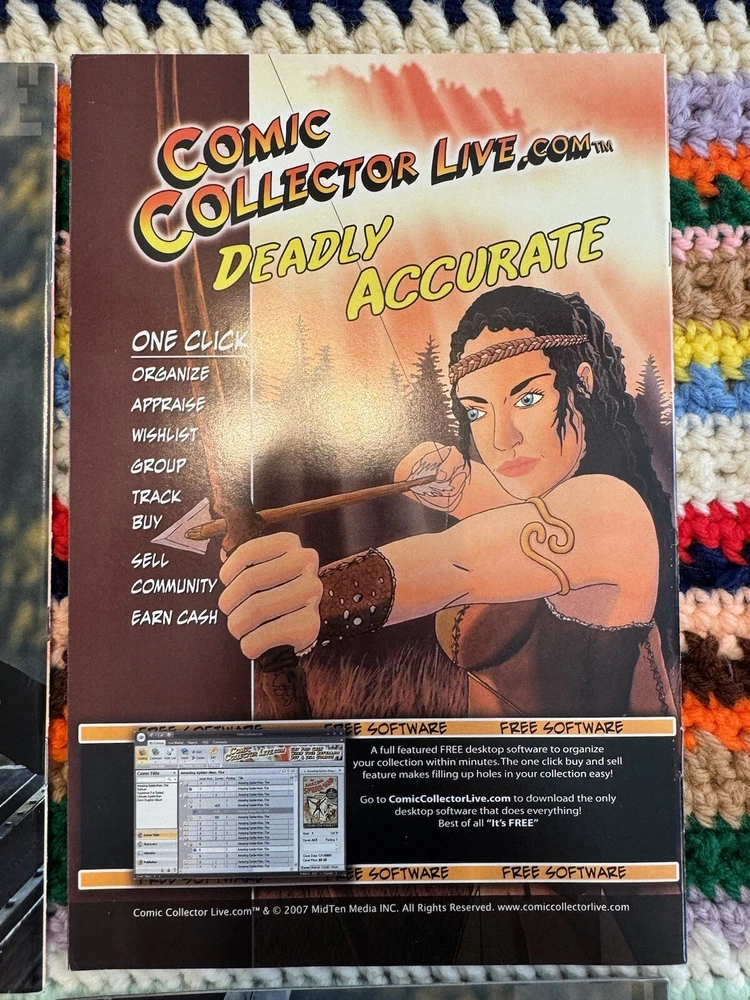 COMIC
COLLECTOR LIVE.COM™
DEADLY
ACCURATE
ONE CLICK
ORGANIZE
APPRAISE
WISHLIST
GROUP
TRACK
BUY
SELL
COMMUNITY
EARN CASH
FREE SOFTWARE FREE SOFTWARE
A full featured FREE desktop software to organize
your collection within minutes. The one click buy and sell
feature makes filling up holes in your collection easy!
Go to ComicCollectorLive.com to download the only
desktop software that does everything!
Best of all "It's FREE"
FREE SOFTWARE FREE SOFTWARE
Comic Collector Live.com™ & © 2007 MidTen Media INC. All Rights Reserved. www.comiccollectorlive.com